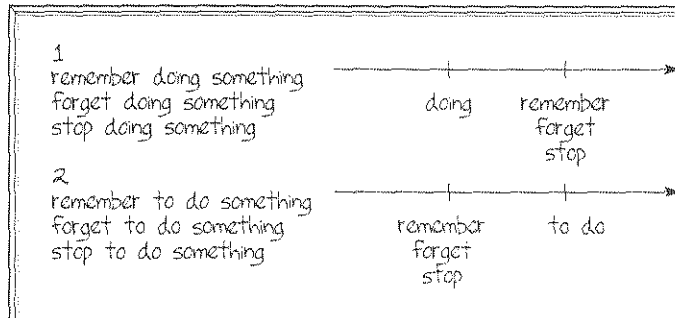 1
remember doing something
forget doing something
stop doing something
doing
remember
forget
stop
2
remember to do something
forget to do something
stop to do something
remember
forget
stop
to do